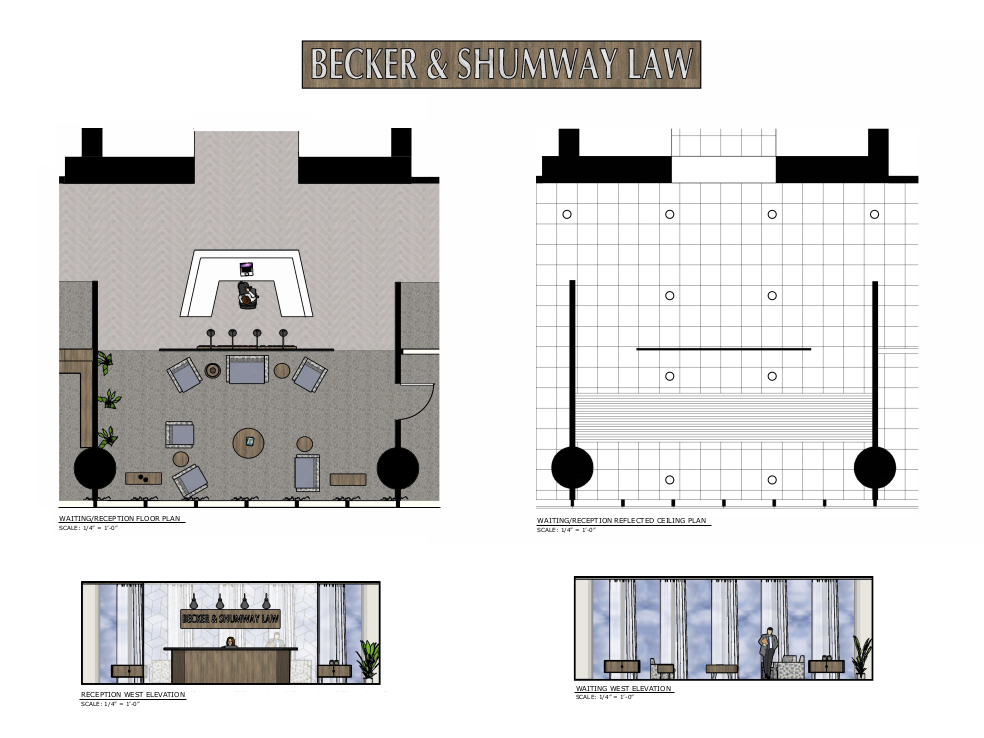 BECKER & SHUMWAY LAW
WAITING/RECEPTION FLOOR PLAN
SCALE: 1/4" = 1'-0"
WAITING/RECEPTION REFLECTED CEILING PLAN
SCALE: 1/4" = 1'-0"
BECKER & SHUMWAY LAW
RECEPTION WEST ELEVATION
SCALE: 1/4" = 1'-0"
WAITING WEST ELEVATION
SCALE: 1/4" = 1'-0"